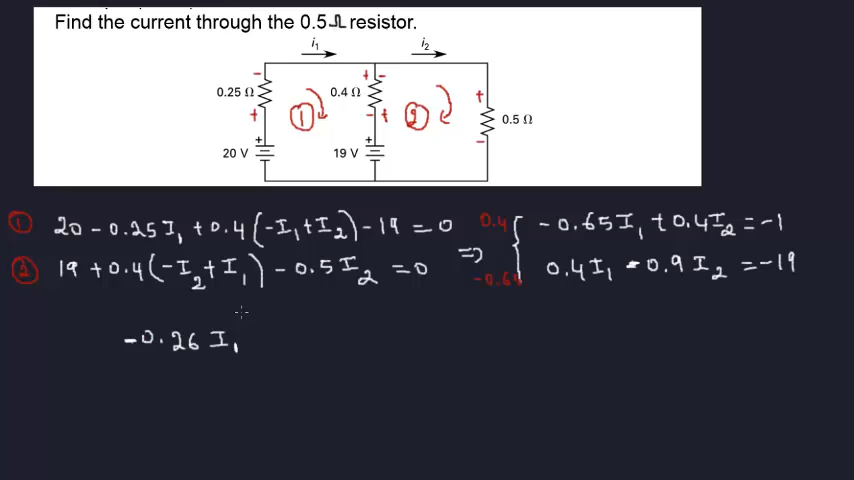 Find the current through the 0.5Ω resistor.
i₁ i₂
0.25 Ω 0.4 Ω 0.5 Ω
- + + - - + + -
1 2
+ +
20 V 19 V
① 20 - 0.25I₁ + 0.4(-I₁+I₂) - 19 = 0
② 19 + 0.4(-I₂+I₁) - 0.5I₂ = 0
⇒
0.4 { -0.65I₁ + 0.4I₂ = -1
-0.65 { 0.4I₁ - 0.9I₂ = -19
-0.26 I₁